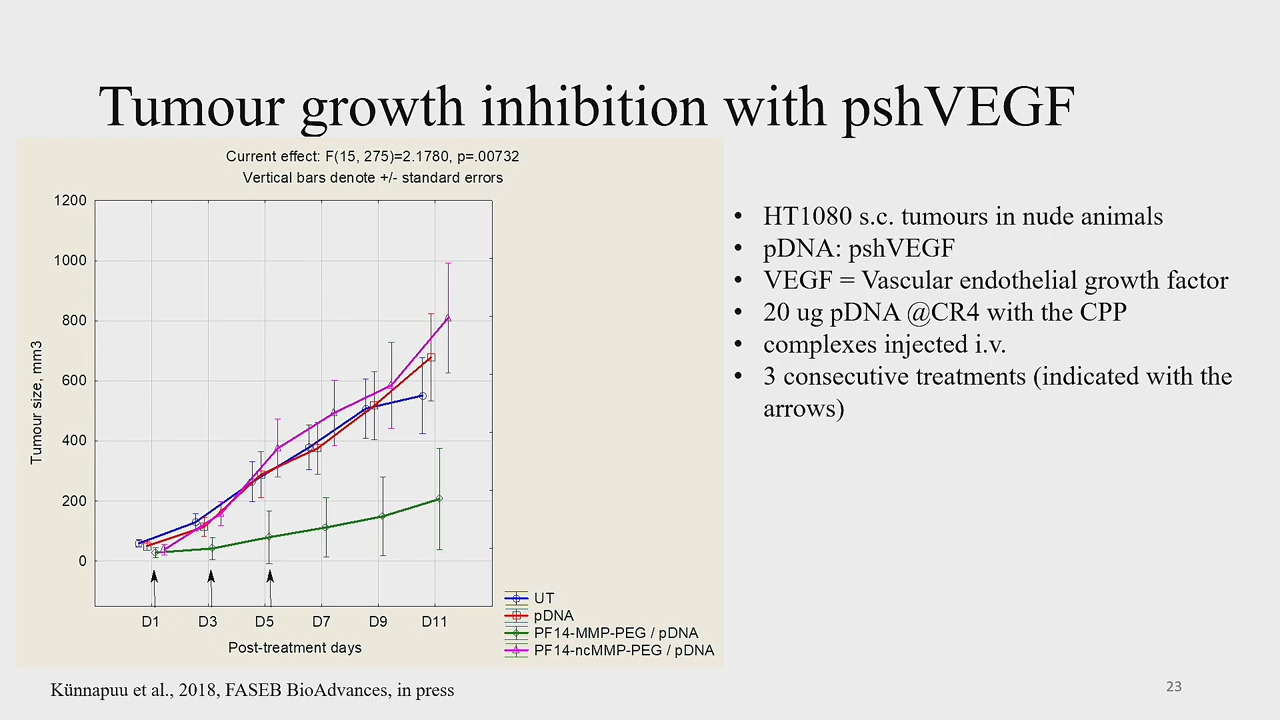 Tumour growth inhibition with pshVEGF
Current effect: F(15, 275)=2.1780, p=.00732
Vertical bars denote +/- standard errors
1200
1000
800
600
400
200
0
Tumour size, mm3
D1 D3 D5 D7 D9 D11
Post-treatment days
UT
pDNA
PF14-MMP-PEG / pDNA
PF14-ncMMP-PEG / pDNA
• HT1080 s.c. tumours in nude animals
• pDNA: pshVEGF
• VEGF = Vascular endothelial growth factor
• 20 ug pDNA @CR4 with the CPP
• complexes injected i.v.
• 3 consecutive treatments (indicated with the
arrows)
Künnapuu et al., 2018, FASEB BioAdvances, in press
23